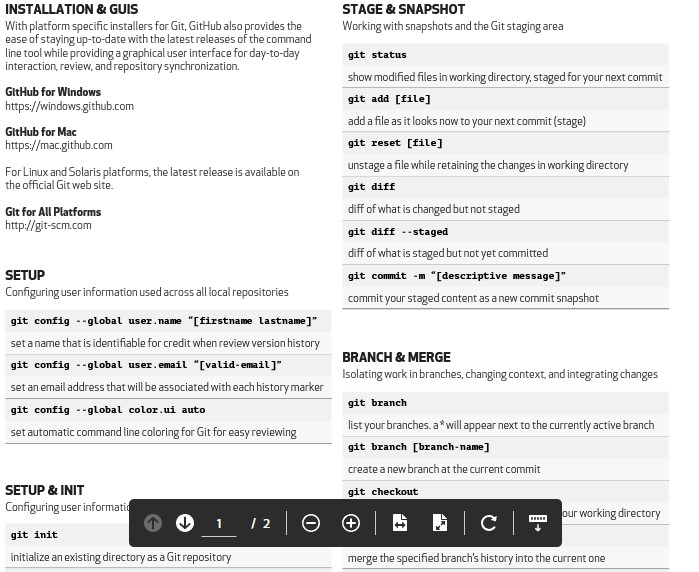 INSTALLATION & GUIS
With platform specific installers for Git, GitHub also provides the
ease of staying up-to-date with the latest releases of the command
line tool while providing a graphical user interface for day-to-day
interaction, review, and repository synchronization.
GitHub for Windows
https://windows.github.com
GitHub for Mac
https://mac.github.com
For Linux and Solaris platforms, the latest release is available on
the official Git web site.
Git for All Platforms
http://git-scm.com
SETUP
Configuring user information used across all local repositories
git config --global user.name “[firstname lastname]”
set a name that is identifiable for credit when review version history
git config --global user.email “[valid-email]”
set an email address that will be associated with each history marker
git config --global color.ui auto
set automatic command line coloring for Git for easy reviewing
SETUP & INIT
Configuring user informatio
git init
initialize an existing directory as a Git repository
STAGE & SNAPSHOT
Working with snapshots and the Git staging area
git status
show modified files in working directory, staged for your next commit
git add [file]
add a file as it looks now to your next commit (stage)
git reset [file]
unstage a file while retaining the changes in working directory
git diff
diff of what is changed but not staged
git diff --staged
diff of what is staged but not yet committed
git commit -m “[descriptive message]”
commit your staged content as a new commit snapshot
BRANCH & MERGE
Isolating work in branches, changing context, and integrating changes
git branch
list your branches. a * will appear next to the currently active branch
git branch [branch-name]
create a new branch at the current commit
git checkout
our working directory
merge the specified branch’s history into the current one
1 / 2